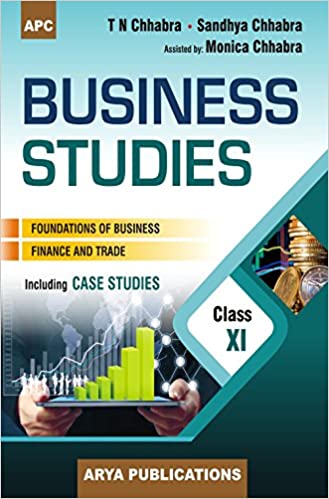 APC
T N Chhabra • Sandhya Chhabra
Assisted by: Monica Chhabra
BUSINESS
STUDIES
FOUNDATIONS OF BUSINESS
FINANCE AND TRADE
Including CASE STUDIES
Class
XI
ARYA PUBLICATIONS